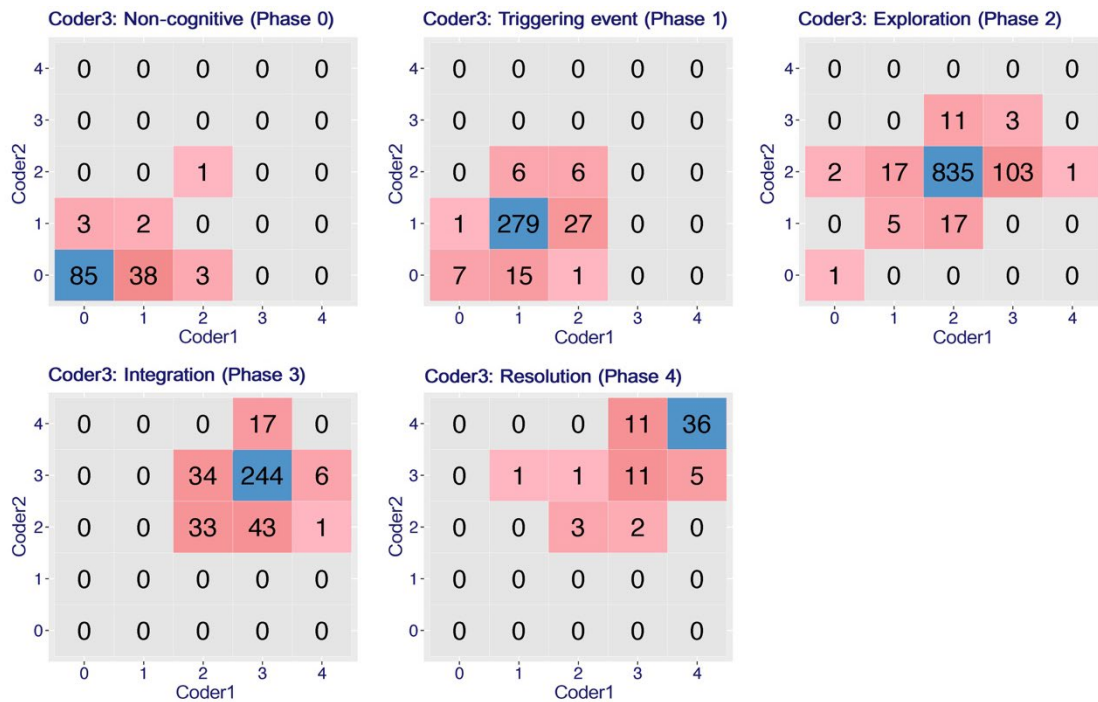 Coder3: Non-cognitive (Phase 0)
Coder3: Triggering event (Phase 1)
Coder3: Exploration (Phase 2)
4 0 0 0 0 0
3 0 0 0 0 0
2 0 0 1 0 0
1 3 2 0 0 0
0 85 38 3 0 0
0 1 2 3 4
Coder1
Coder2
4 0 0 0 0 0
3 0 0 0 0 0
2 0 6 6 0 0
1 1 279 27 0 0
0 7 15 1 0 0
0 1 2 3 4
Coder1
Coder2
4 0 0 0 0 0
3 0 0 11 3 0
2 2 17 835 103 1
1 0 5 17 0 0
0 1 0 0 0 0
0 1 2 3 4
Coder1
Coder2
Coder3: Integration (Phase 3)
Coder3: Resolution (Phase 4)
4 0 0 0 17 0
3 0 0 34 244 6
2 0 0 33 43 1
1 0 0 0 0 0
0 0 0 0 0 0
0 1 2 3 4
Coder1
Coder2
4 0 0 0 11 36
3 0 1 1 11 5
2 0 0 3 2 0
1 0 0 0 0 0
0 0 0 0 0 0
0 1 2 3 4
Coder1
Coder2